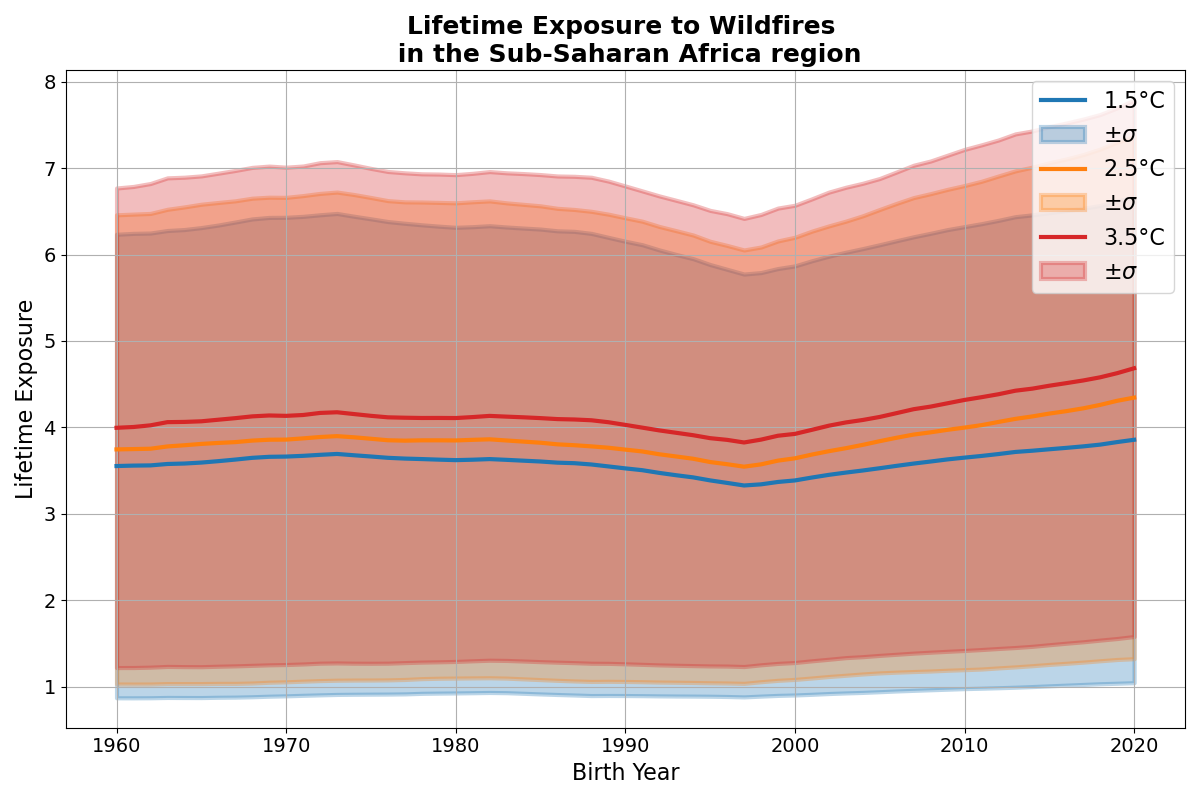 Lifetime Exposure to Wildfires
in the Sub-Saharan Africa region
8
7
6
5
4
3
2
1
Lifetime Exposure
1960
1970
1980
1990
2000
2010
2020
Birth Year
1.5°C
±σ
2.5°C
±σ
3.5°C
±σ